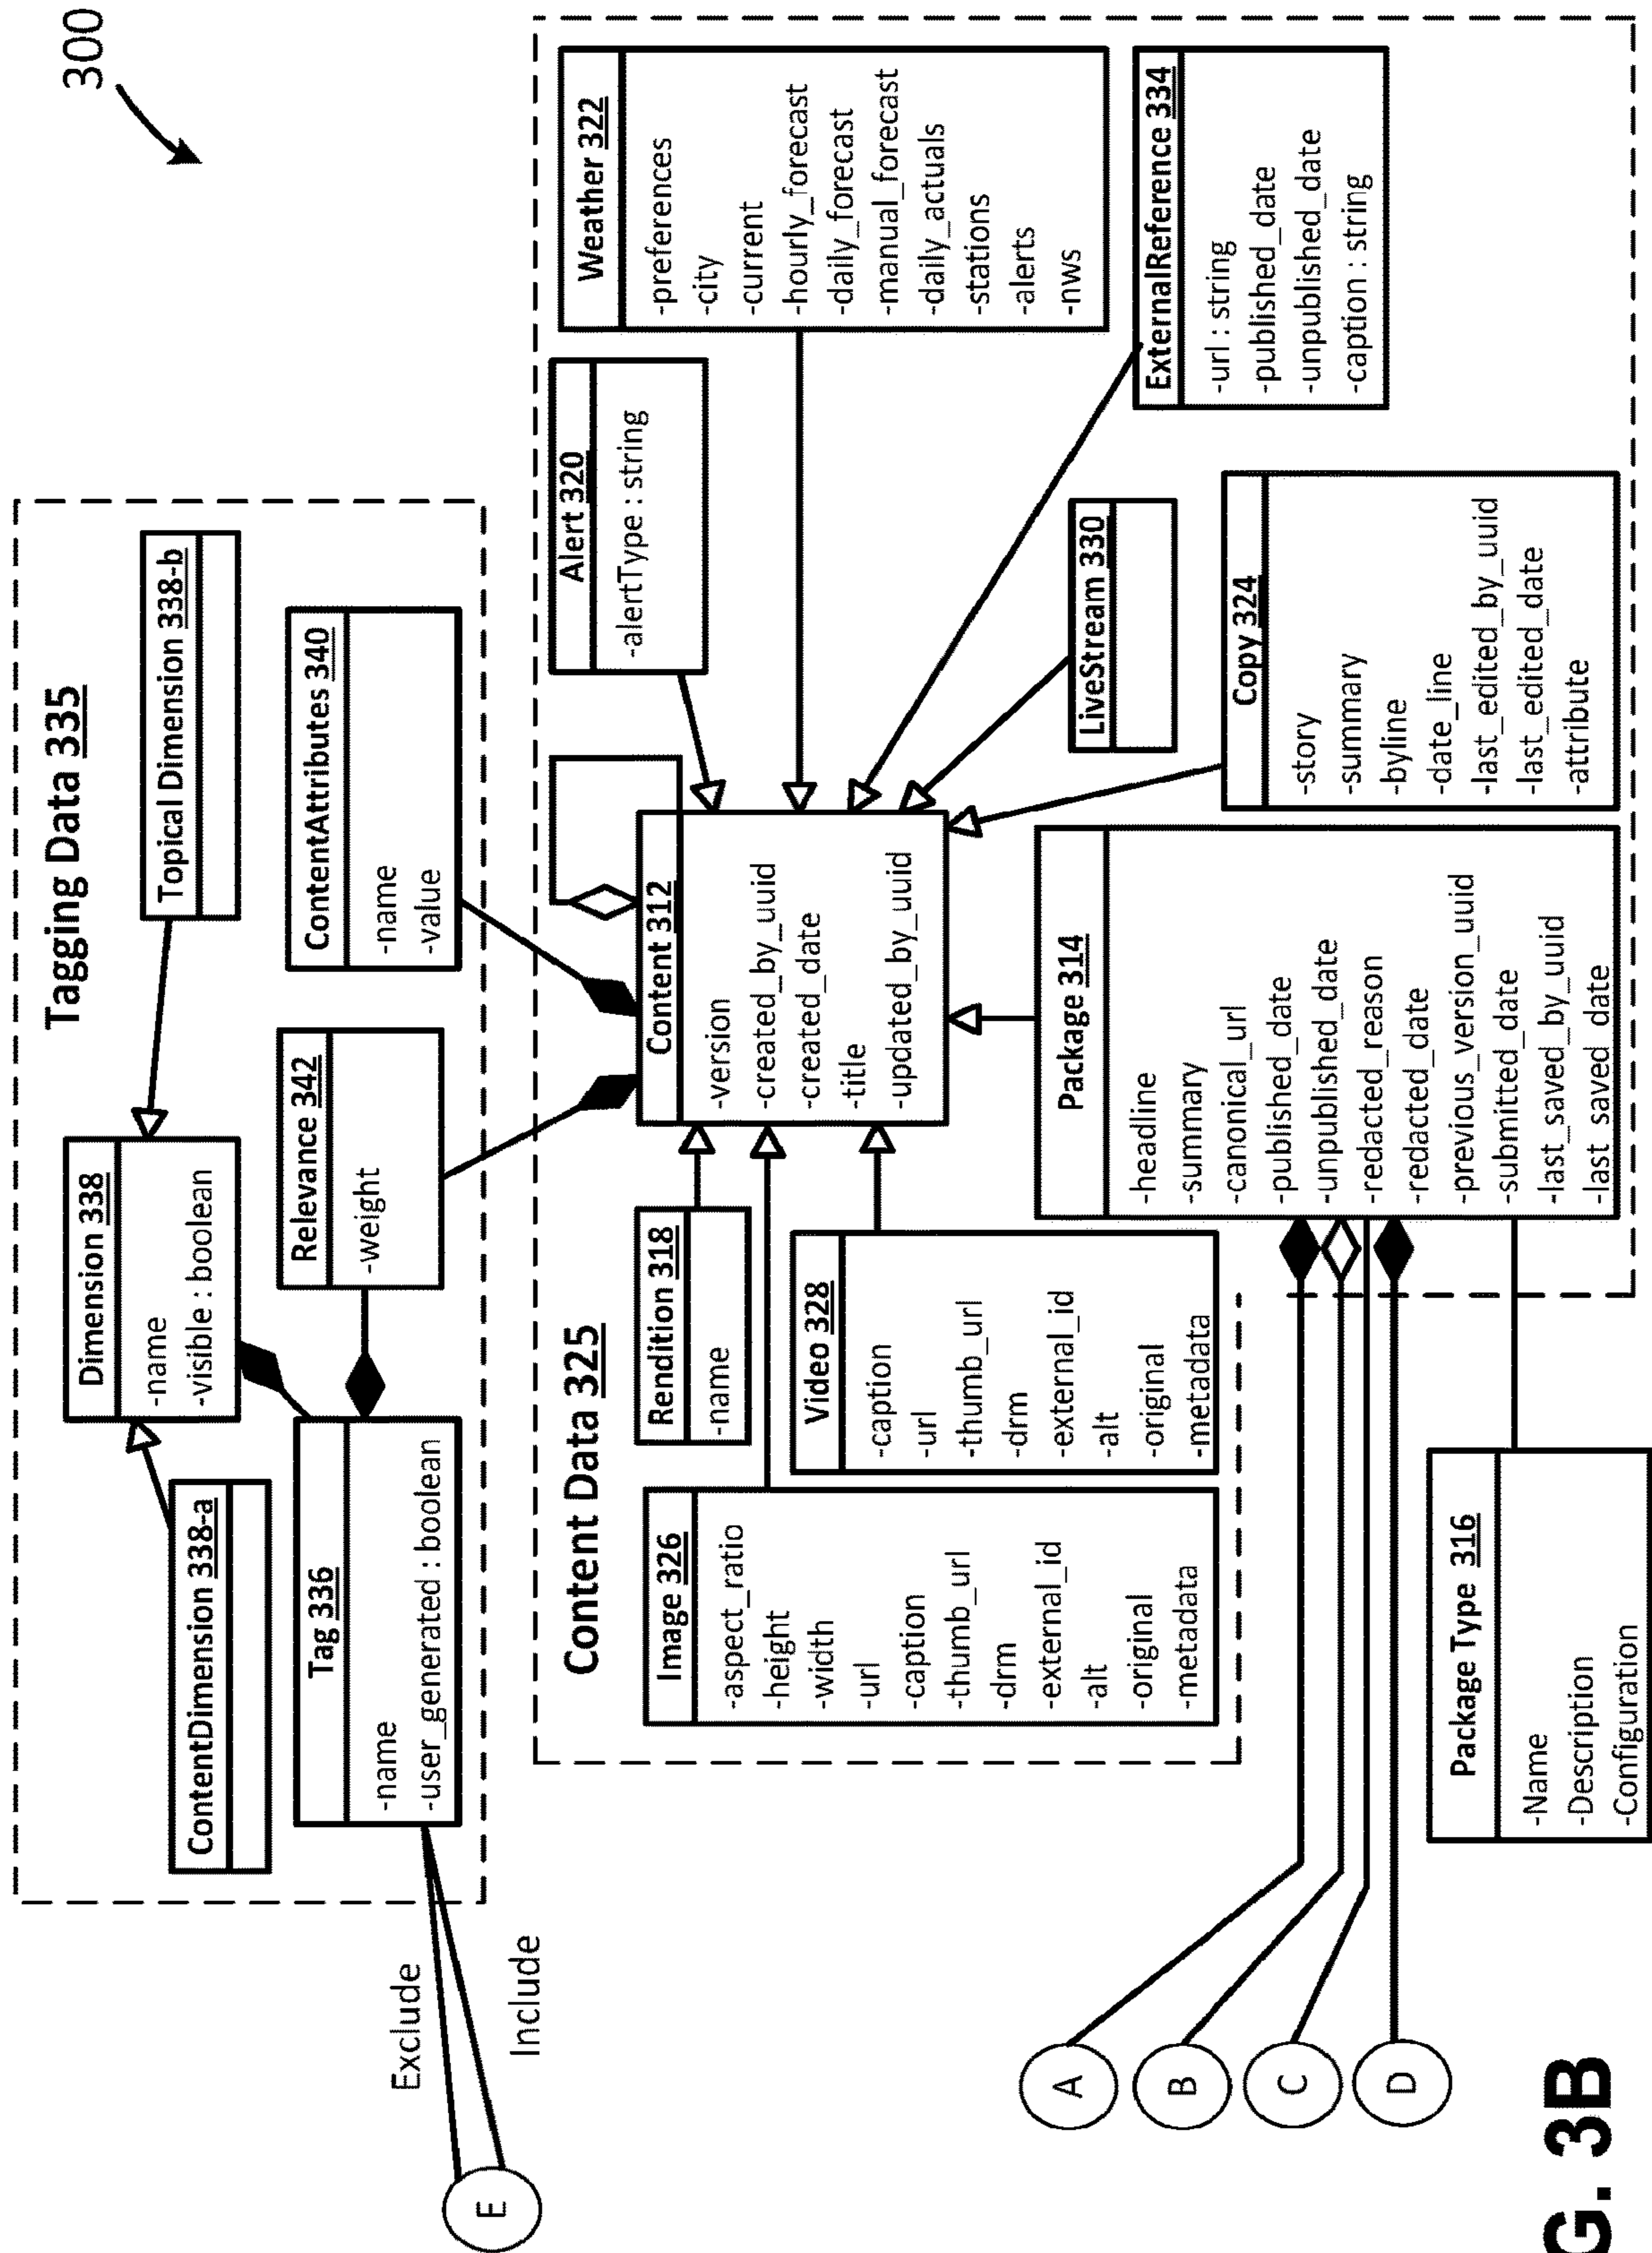 300
Tagging Data 335
Dimension 338
-name
-visible : boolean
Topical Dimension 338-b
ContentDimension 338-a
Tag 336
-name
-user_generated : boolean
Relevance 342
-weight
ContentAttributes 340
-name
-value
Exclude
Include
E
Content Data 325
Content 312
-version
-created_by_uuid
-created_date
-title
-updated_by_uuid
Alert 320
-alertType : string
Weather 322
-preferences
-city
-current
-hourly_forecast
-daily_forecast
-manual_forecast
-daily_actuals
-stations
-alerts
-nws
Rendition 318
-name
Image 326
-aspect_ratio
-height
-width
-url
-caption
-thumb_url
-drm
-external_id
-alt
-original
-metadata
Video 328
-caption
-url
-thumb_url
-drm
-external_id
-alt
-original
-metadata
LiveStream 330
ExternalReference 334
-url : string
-published_date
-unpublished_date
-caption : string
Package 314
-headline
-summary
-canonical_url
-published_date
-unpublished_date
-redacted_reason
-redacted_date
-previous_version_uuid
-submitted_date
-last_saved_by_uuid
-last_saved_date
Copy 324
-story
-summary
-byline
-date_line
-last_edited_by_uuid
-last_edited_date
-attribute
A
B
C
D
Package Type 316
-Name
-Description
-Configuration
G. 3B